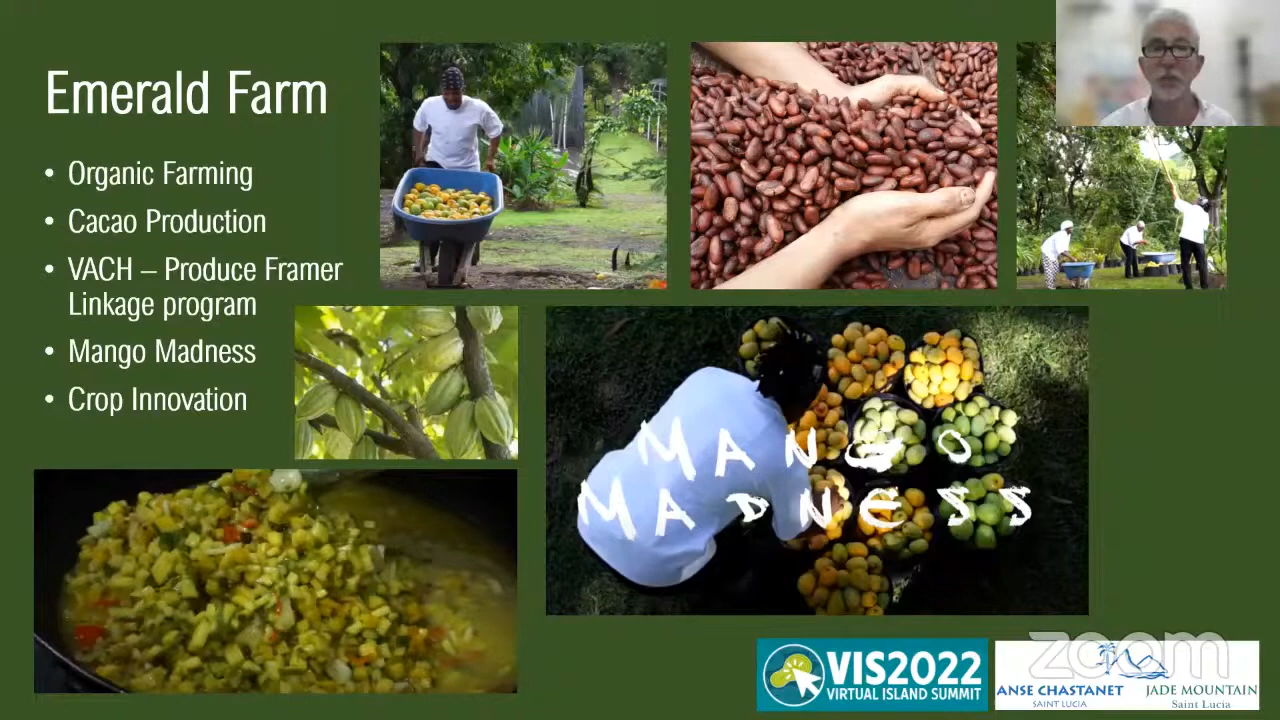 Emerald Farm
• Organic Farming
• Cacao Production
• VACH – Produce Framer
Linkage program
• Mango Madness
• Crop Innovation
MANGO
MADNESS
VIS2022
VIRTUAL ISLAND SUMMIT
zoom
ANSE CHASTANET
SAINT LUCIA
JADE MOUNTAIN
Saint Lucia